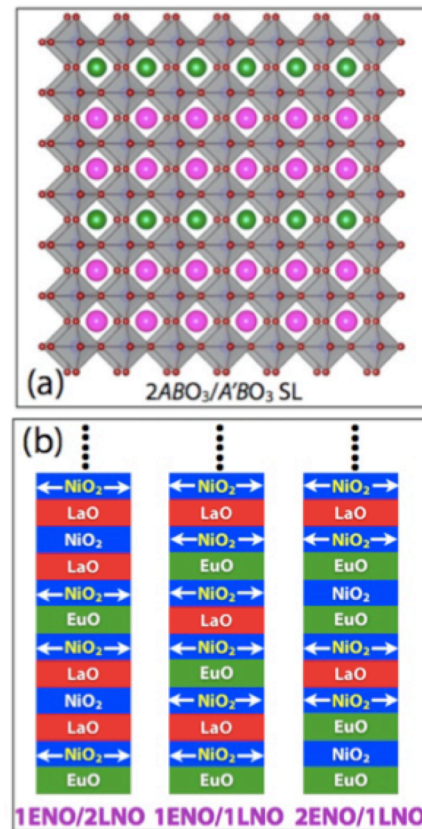 (a)
2ABO₃/A'BO₃ SL
(b)
NiO₂ NiO₂ NiO₂
LaO LaO LaO
NiO₂ NiO₂ NiO₂
LaO EuO EuO
NiO₂ NiO₂ NiO₂
EuO LaO EuO
NiO₂ NiO₂ NiO₂
LaO EuO LaO
NiO₂ NiO₂ NiO₂
LaO LaO EuO
NiO₂ NiO₂ NiO₂
EuO EuO EuO
1ENO/2LNO 1ENO/1LNO 2ENO/1LNO